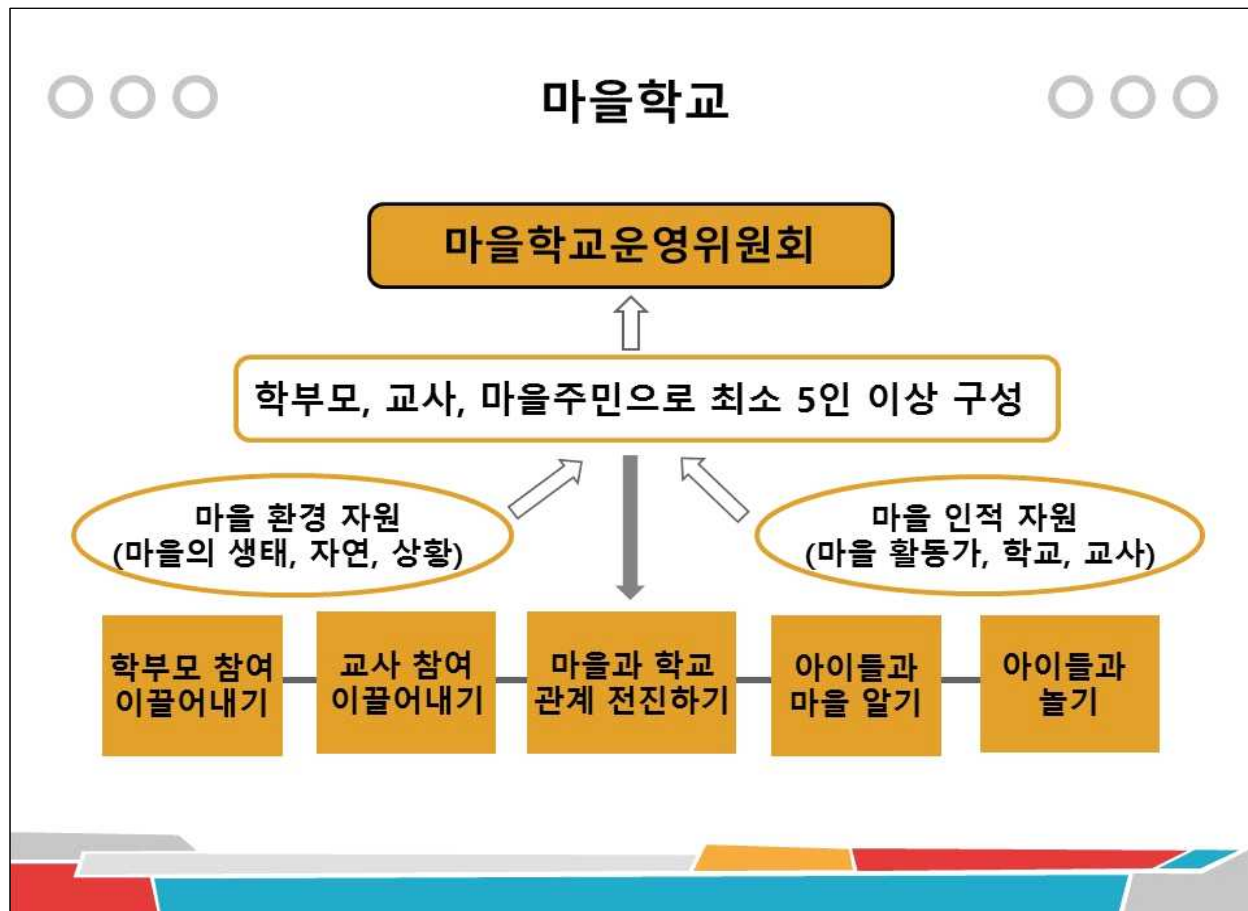 마을학교
마을학교운영위원회
학부모, 교사, 마을주민으로 최소 5인 이상 구성
마을 환경 자원
(마을의 생태, 자연, 상황)
마을 인적 자원
(마을 활동가, 학교, 교사)
학부모 참여
이끌어내기
교사 참여
이끌어내기
마을과 학교
관계 전진하기
아이들과
마을 알기
아이들과
놀기